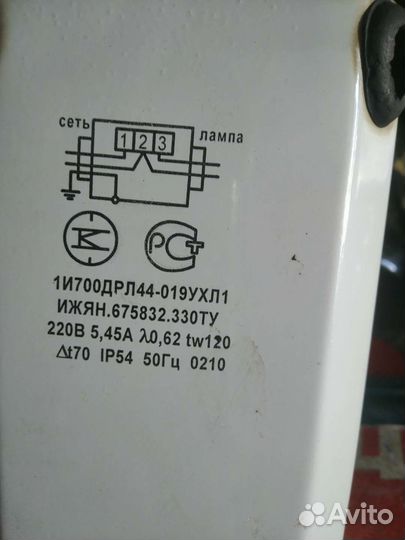 сеть
1 2 3
лампа
РСТ
1И700ДРЛ44-019УХЛ1
ИЖЯН.675832.330ТУ
220В 5,45А λ0,62 tw120
Δt70 IP54 50Гц 0210
Avito